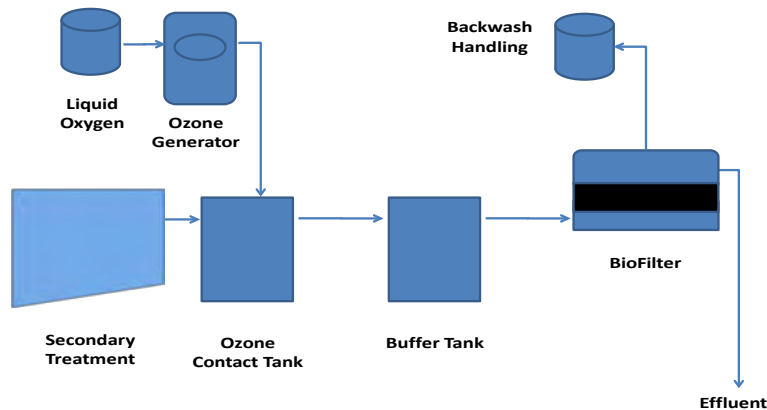 Backwash
Handling
Liquid
Oxygen
Ozone
Generator
BioFilter
Secondary
Treatment
Ozone
Contact Tank
Buffer Tank
Effluent